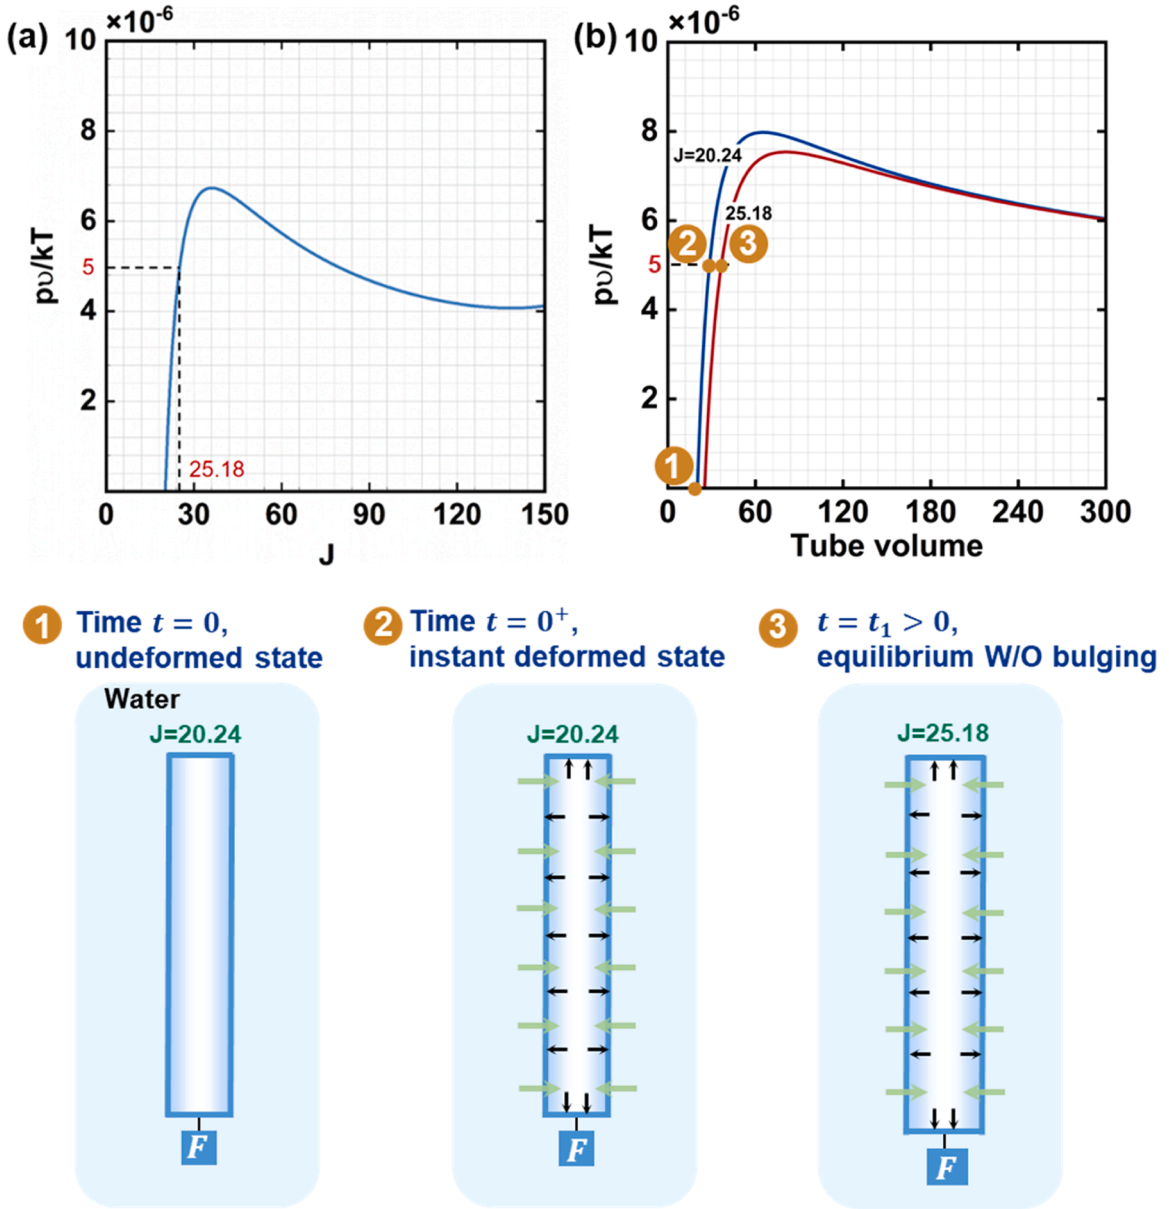 (a)
×10⁻⁶
10
8
6
5
4
2
pυ/kT
25.18
0 30 60 90 120 150
J
(b)
×10⁻⁶
10
8
6
5
4
2
pυ/kT
J=20.24
25.18
2 3
1
0 60 120 180 240 300
Tube volume
1 Time t = 0,
undeformed state
2 Time t = 0⁺,
instant deformed state
3 t = t₁ > 0,
equilibrium W/O bulging
Water
J=20.24
F
J=20.24
F
J=25.18
F